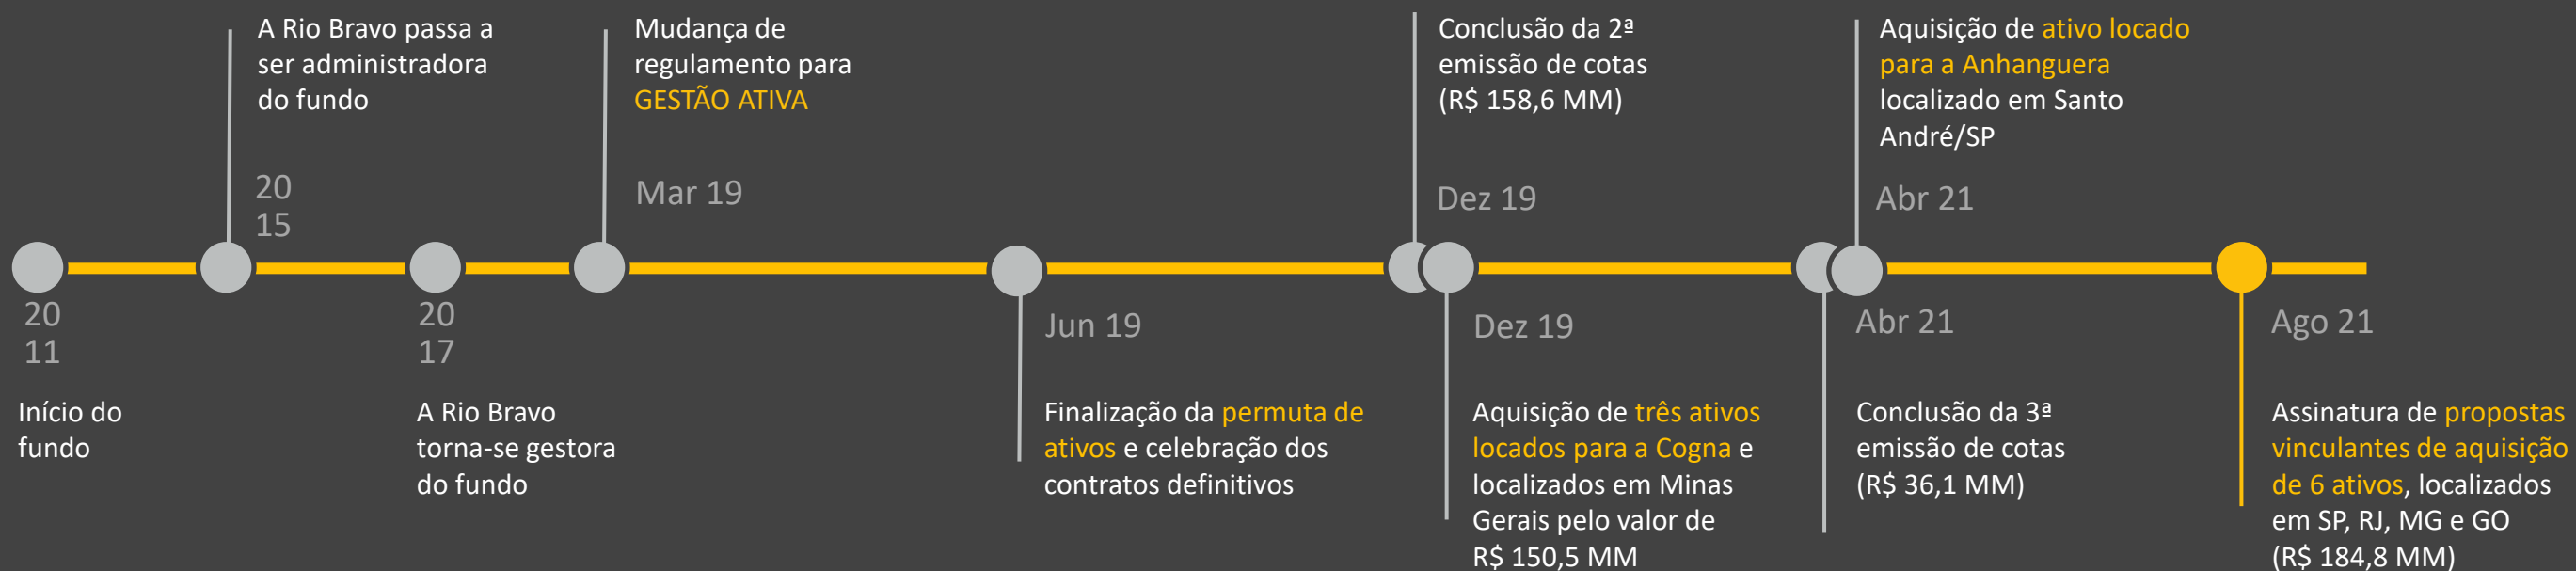 A Rio Bravo passa a
ser administradora
do fundo
20
15
Mudança de
regulamento para
GESTÃO ATIVA
Mar 19
Conclusão da 2ª
emissão de cotas
(R$ 158,6 MM)
Dez 19
Aquisição de ativo locado
para a Anhanguera
localizado em Santo
André/SP
Abr 21
20
11
Início do
fundo
20
17
A Rio Bravo
torna-se gestora
do fundo
Jun 19
Finalização da permuta de
ativos e celebração dos
contratos definitivos
Dez 19
Aquisição de três ativos
locados para a Cogna e
localizados em Minas
Gerais pelo valor de
R$ 150,5 MM
Abr 21
Conclusão da 3ª
emissão de cotas
(R$ 36,1 MM)
Ago 21
Assinatura de propostas
vinculantes de aquisição
de 6 ativos, localizados
em SP, RJ, MG e GO
(R$ 184,8 MM)